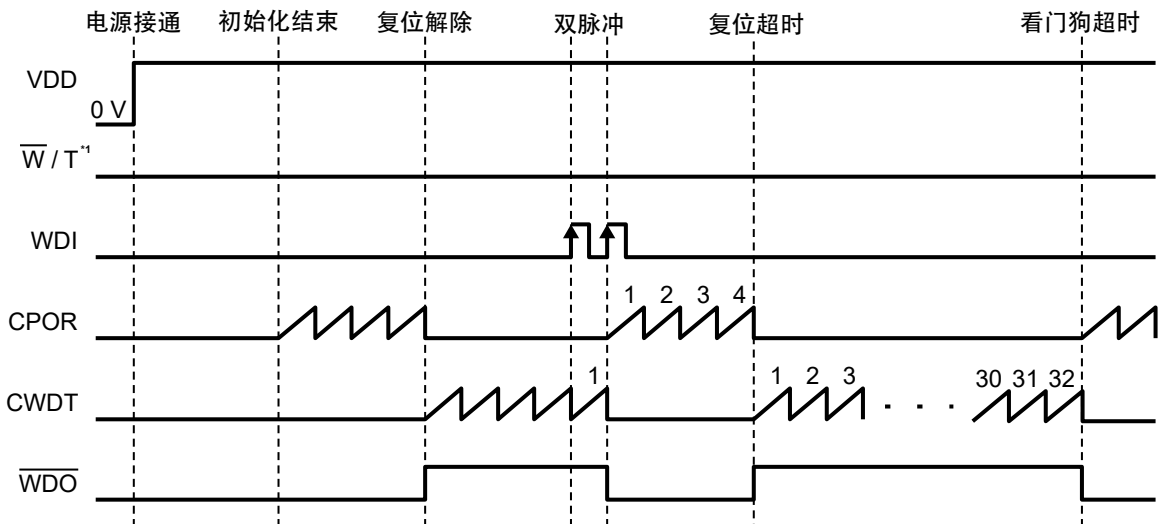 电源接通 初始化结束 复位解除 双脉冲 复位超时 看门狗超时
VDD
0 V
W / T*1
WDI
1 2 3 4
CPOR
1 1 2 3 30 31 32
CWDT
. . . .
WDO